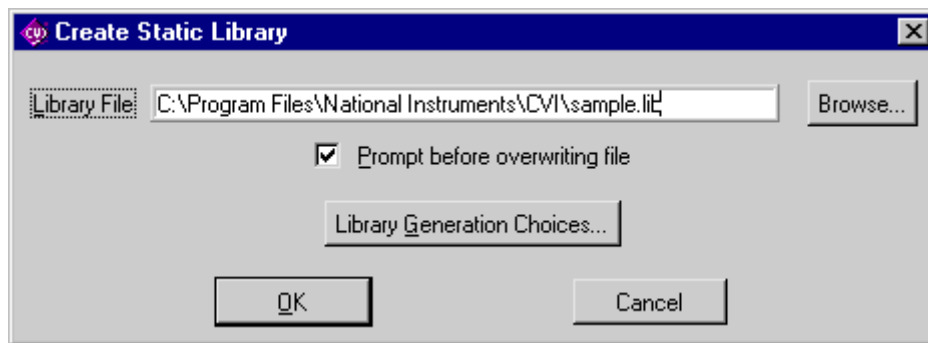 CVI Create Static Library
Library File C:\Program Files\National Instruments\CVI\sample.lib Browse...
Prompt before overwriting file
Library Generation Choices...
OK Cancel